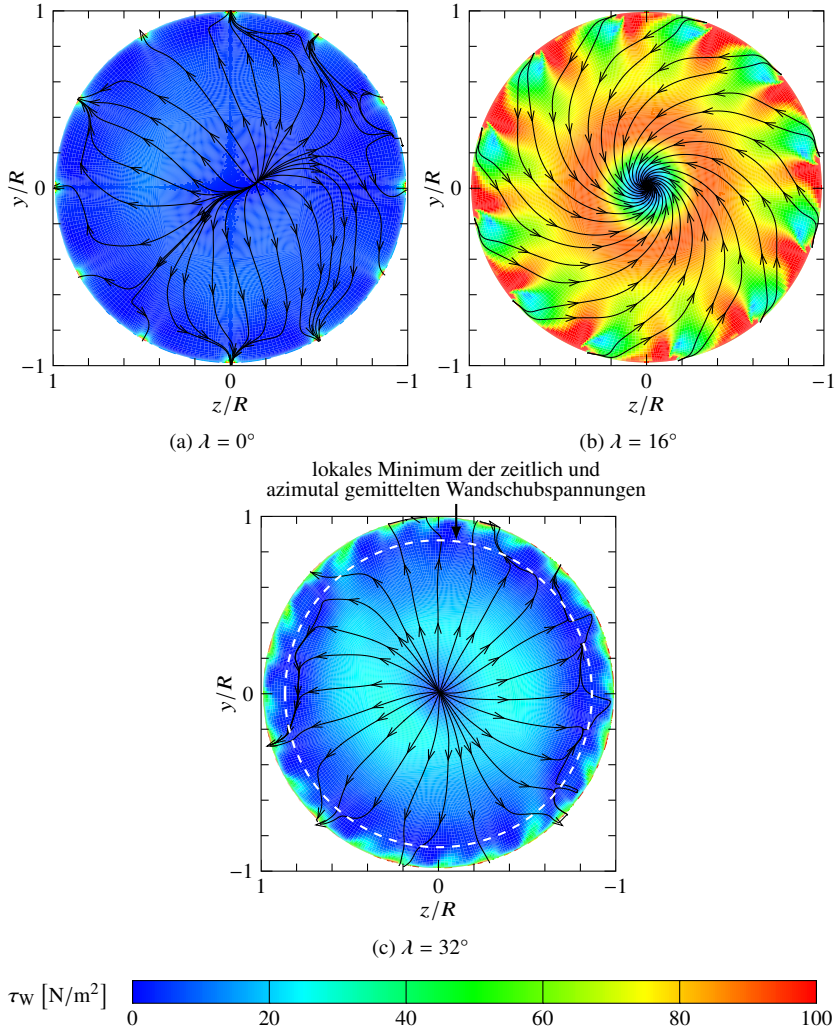 1
0
−1
y/R
1
0
−1
z/R
(a) λ = 0°
1
0
−1
y/R
1
0
−1
z/R
(b) λ = 16°
lokales Minimum der zeitlich und
azimutal gemittelten Wandschubspannungen
1
0
−1
y/R
1
0
−1
z/R
(c) λ = 32°
τW [N/m²]
0 20 40 60 80 100